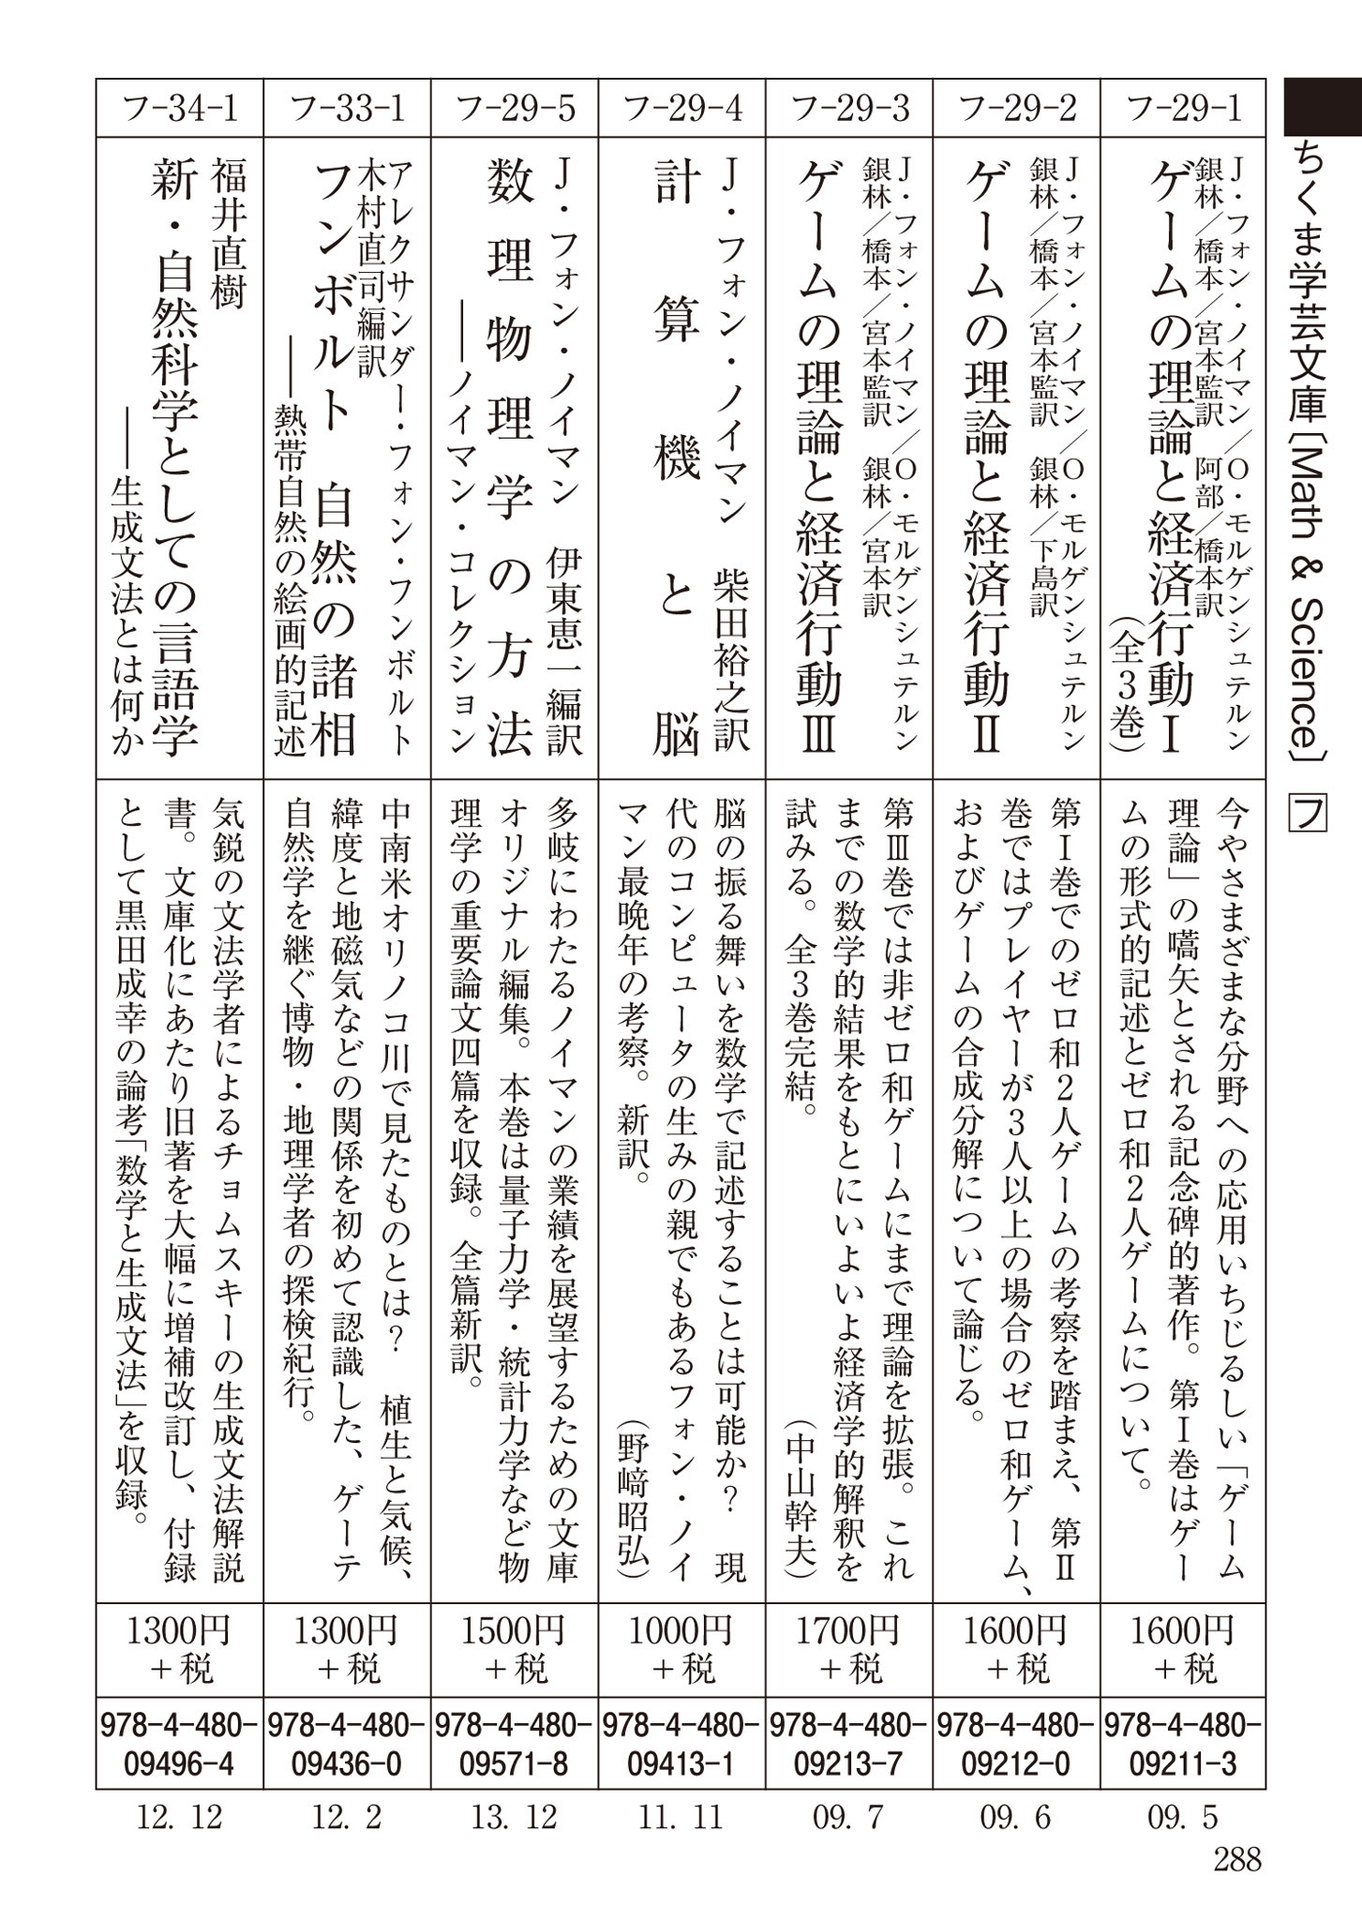 ちくま学芸文庫〔Math & Science〕 フ
フ-29-1
J・フォン・ノイマン／O・モルゲンシュテルン
銀林／橋本／宮本監訳 阿部／橋本訳
ゲームの理論と経済行動Ⅰ
（全３巻）
今やさまざまな分野への応用いちじるしい「ゲーム
理論」の嚆矢とされる記念碑的著作。第Ⅰ巻はゲー
ムの形式的記述とゼロ和２人ゲームについて。
1600円
＋税
978-4-480-
09211-3
09. 5
フ-29-2
J・フォン・ノイマン／O・モルゲンシュテルン
銀林／橋本／宮本監訳 銀林／下島訳
ゲームの理論と経済行動Ⅱ
第Ⅰ巻でのゼロ和２人ゲームの考察を踏まえ、第Ⅱ
巻ではプレイヤーが３人以上の場合のゼロ和ゲーム、
およびゲームの合成分解について論じる。
1600円
＋税
978-4-480-
09212-0
09. 6
フ-29-3
J・フォン・ノイマン／O・モルゲンシュテルン
銀林／橋本／宮本監訳 銀林／宮本訳
ゲームの理論と経済行動Ⅲ
第Ⅲ巻では非ゼロ和ゲームにまで理論を拡張。これ
までの数学的結果をもとにいよいよ経済学的解釈を
試みる。全３巻完結。 （中山幹夫）
1700円
＋税
978-4-480-
09213-7
09. 7
フ-29-4
J・フォン・ノイマン 柴田裕之訳
計算機と脳
脳の振る舞いを数学で記述することは可能か？ 現
代のコンピュータの生みの親でもあるフォン・ノイ
マン最晩年の考察。新訳。 （野﨑昭弘）
1000円
＋税
978-4-480-
09413-1
11. 11
フ-29-5
J・フォン・ノイマン 伊東恵一編訳
数理物理学の方法
――ノイマン・コレクション
多岐にわたるノイマンの業績を展望するための文庫
オリジナル編集。本巻は量子力学・統計力学など物
理学の重要論文四篇を収録。全篇新訳。
1500円
＋税
978-4-480-
09571-8
13. 12
フ-33-1
アレクサンダー・フォン・フンボルト
木村直司編訳
フンボルト 自然の諸相
――熱帯自然の絵画的記述
中南米オリノコ川で見たものとは？ 植生と気候、
緯度と地磁気などの関係を初めて認識した、ゲーテ
自然学を継ぐ博物・地理学者の探検紀行。
1300円
＋税
978-4-480-
09436-0
12. 2
フ-34-1
福井直樹
新・自然科学としての言語学
――生成文法とは何か
気鋭の文法学者によるチョムスキーの生成文法解説
書。文庫化にあたり旧著を大幅に増補改訂し、付録
として黒田成幸の論考「数学と生成文法」を収録。
1300円
＋税
978-4-480-
09496-4
12. 12
288